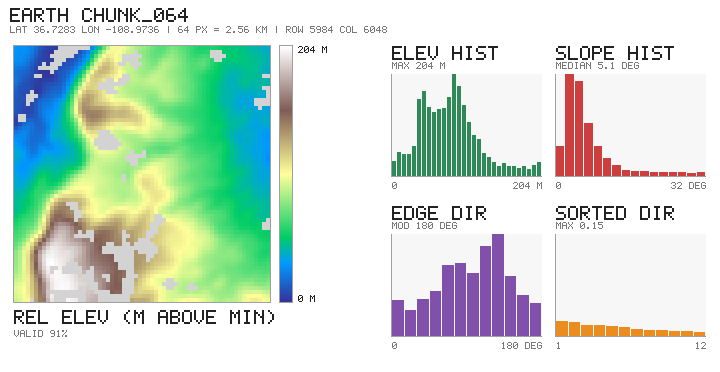 EARTH CHUNK_064
LAT 36.7283 LON -108.9736 | 64 PX = 2.56 KM | ROW 5984 COL 6048
204 M
0 M
REL ELEV (M ABOVE MIN)
VALID 91%
ELEV HIST
MAX 204 M
0 204 M
SLOPE HIST
MEDIAN 5.1 DEG
0 32 DEG
EDGE DIR
MOD 180 DEG
0 180 DEG
SORTED DIR
MAX 0.15
1 12